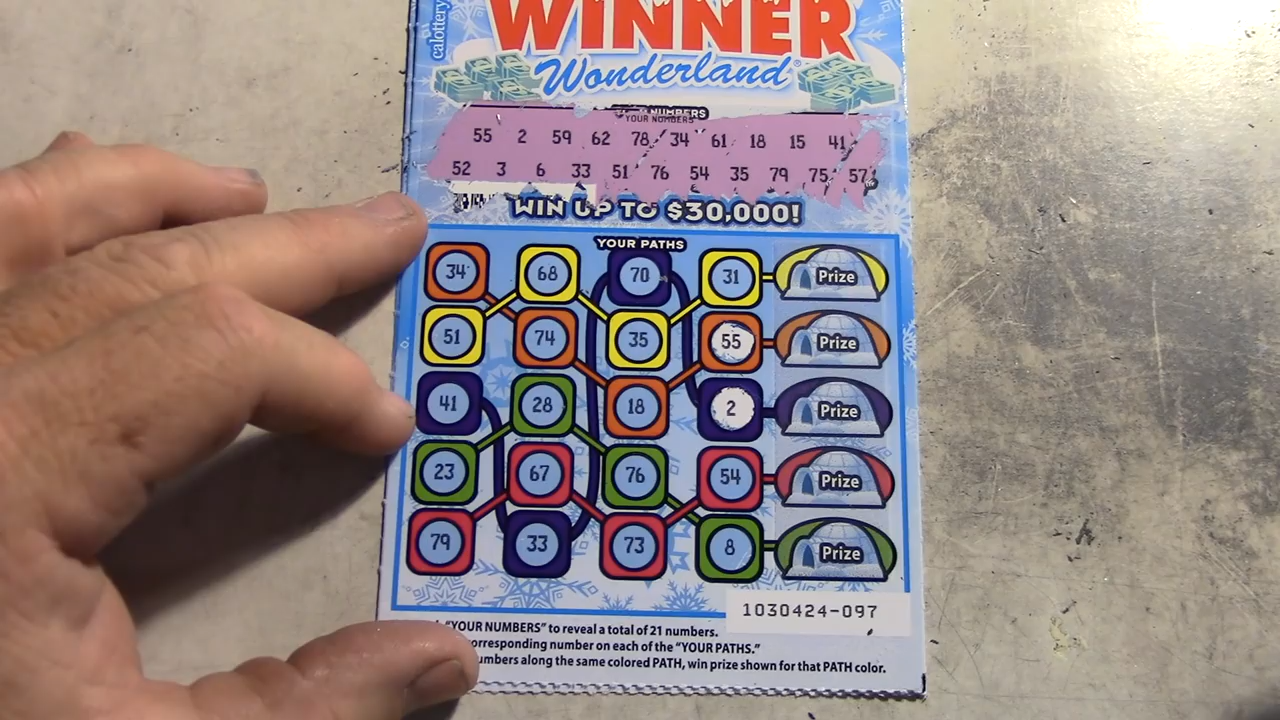 calottery
WINNER
Wonderland®
NUMBERS
YOUR NUMBERS
55 2 59 62 78 34 61 18 15 41
52 3 6 33 51 76 54 35 79 75 57
WIN UP TO $30,000!
YOUR PATHS
34 68 70 31 Prize
51 74 35 55 Prize
41 28 18 2 Prize
23 67 76 54 Prize
79 33 73 8 Prize
1030424-097
"YOUR NUMBERS" to reveal a total of 21 numbers.
orresponding number on each of the "YOUR PATHS."
umbers along the same colored PATH, win prize shown for that PATH color.